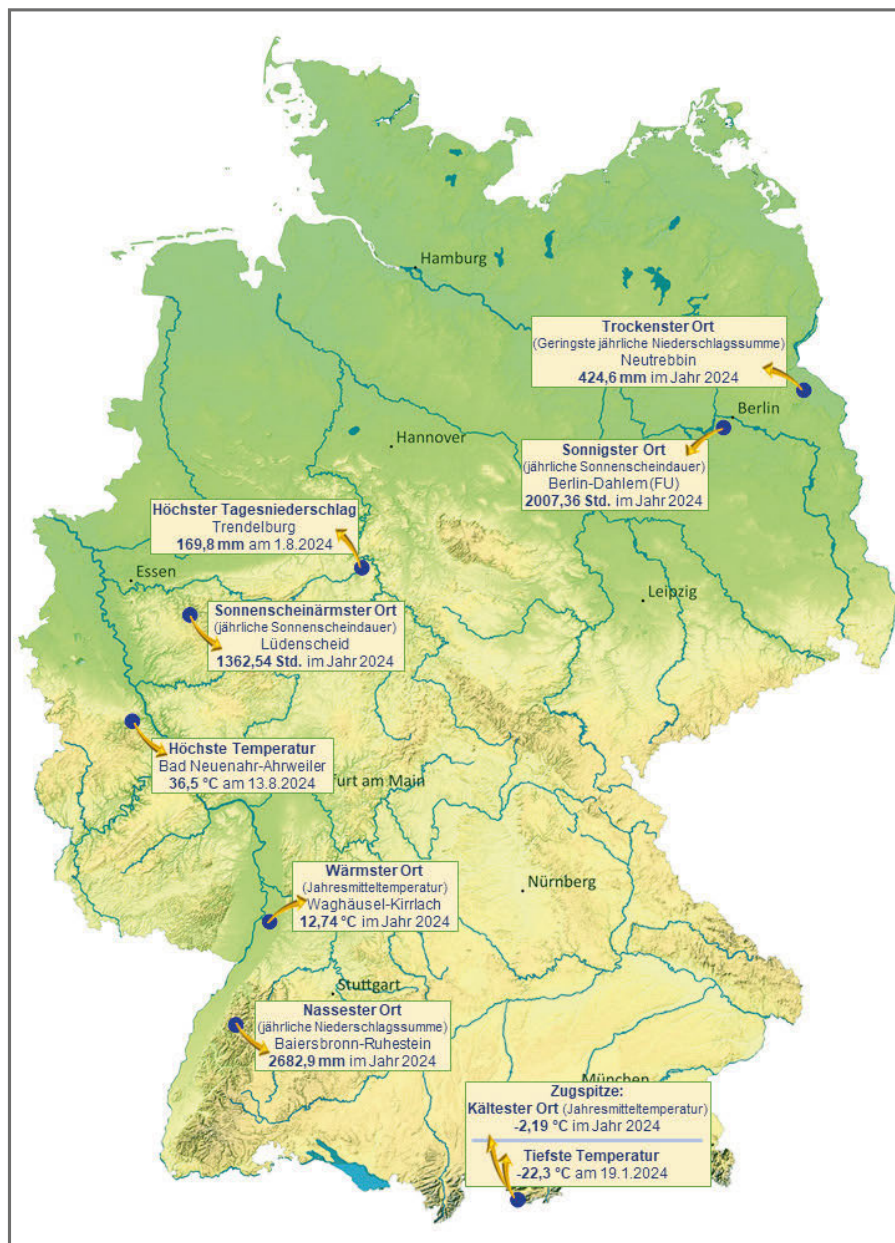 Hamburg
Trockenster Ort
(Geringste jährliche Niederschlagssumme)
Neutrebbin
424,6 mm im Jahr 2024
Berlin
Hannover
Sonnigster Ort
(jährliche Sonnenscheindauer)
Berlin-Dahlem (FU)
2007,36 Std. im Jahr 2024
Höchster Tagesniederschlag
Trendelburg
169,8 mm am 1.8.2024
Essen
Leipzig
Sonnenscheinärmster Ort
(jährliche Sonnenscheindauer)
Lüdenscheid
1362,54 Std. im Jahr 2024
Höchste Temperatur
Bad Neuenahr-Ahrweiler
36,5 °C am 13.8.2024
furt am Main
Wärmster Ort
(Jahresmitteltemperatur)
Waghäusel-Kirrlach
12,74 °C im Jahr 2024
Nürnberg
Stuttgart
Nassester Ort
(jährliche Niederschlagssumme)
Baiersbronn-Ruhestein
2682,9 mm im Jahr 2024
München
Zugspitze:
Kältester Ort (Jahresmitteltemperatur)
-2,19 °C im Jahr 2024
Tiefste Temperatur
-22,3 °C am 19.1.2024